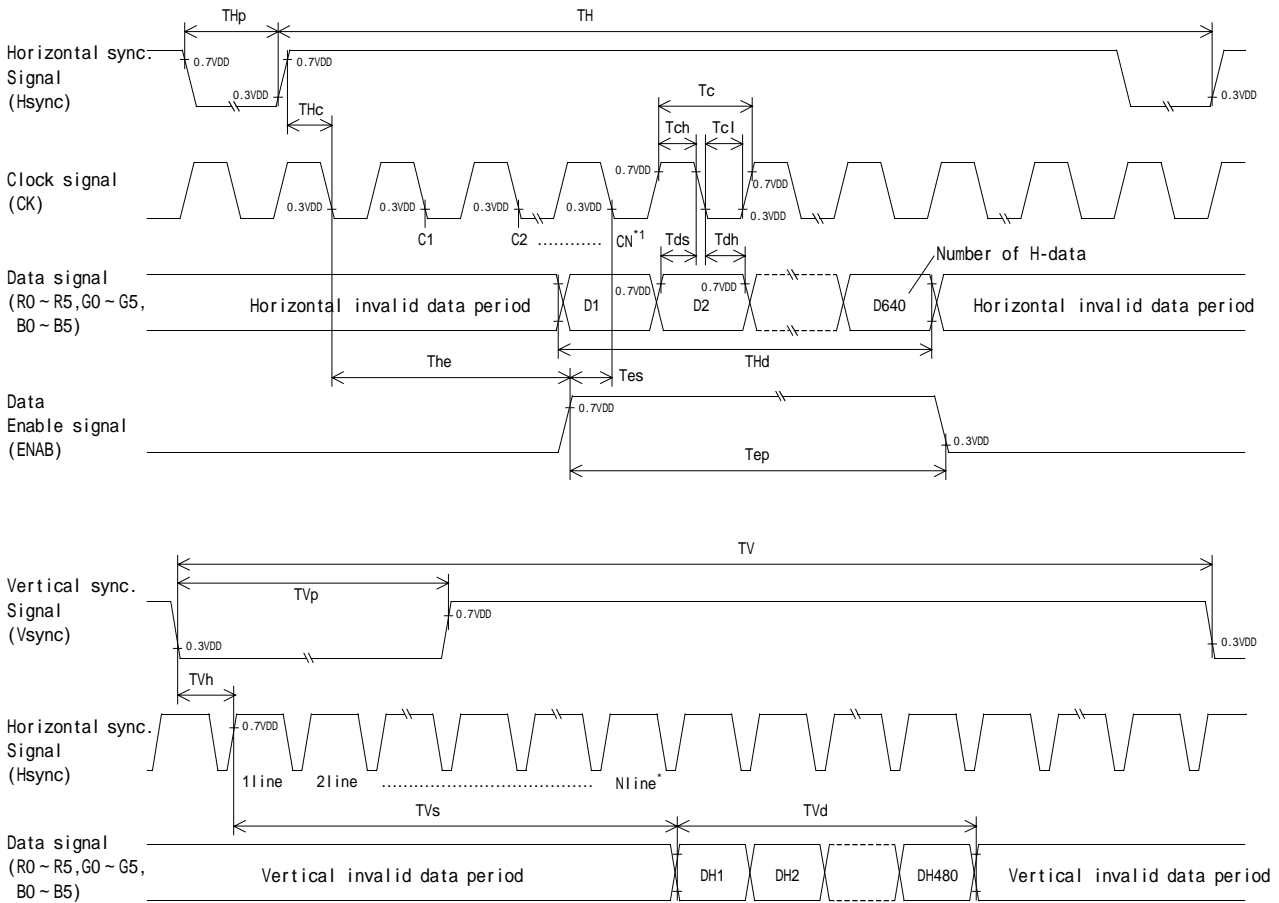 THp
TH
Horizontal sync.
Signal
(Hsync)
0.7VDD
0.7VDD
0.3VDD
0.3VDD
THc
Tc
Tch
Tcl
Clock signal
(CK)
0.7VDD
0.7VDD
0.3VDD
0.3VDD
0.3VDD
0.3VDD
0.3VDD
C1
C2
............
CN*1
Tds
Tdh
Number of H-data
Data signal
(R0~R5,G0~G5,
B0~B5)
Horizontal invalid data period
D1
0.7VDD
D2
0.7VDD
D640
Horizontal invalid data period
THd
The
Tes
Data
Enable signal
(ENAB)
0.7VDD
0.3VDD
Tep
TV
Vertical sync.
Signal
(Vsync)
TVp
0.7VDD
0.3VDD
0.3VDD
TVh
Horizontal sync.
Signal
(Hsync)
0.7VDD
1line
2line
.......................................
Nline*
TVs
TVd
Data signal
(R0~R5,G0~G5,
B0~B5)
Vertical invalid data period
DH1
DH2
DH480
Vertical invalid data period